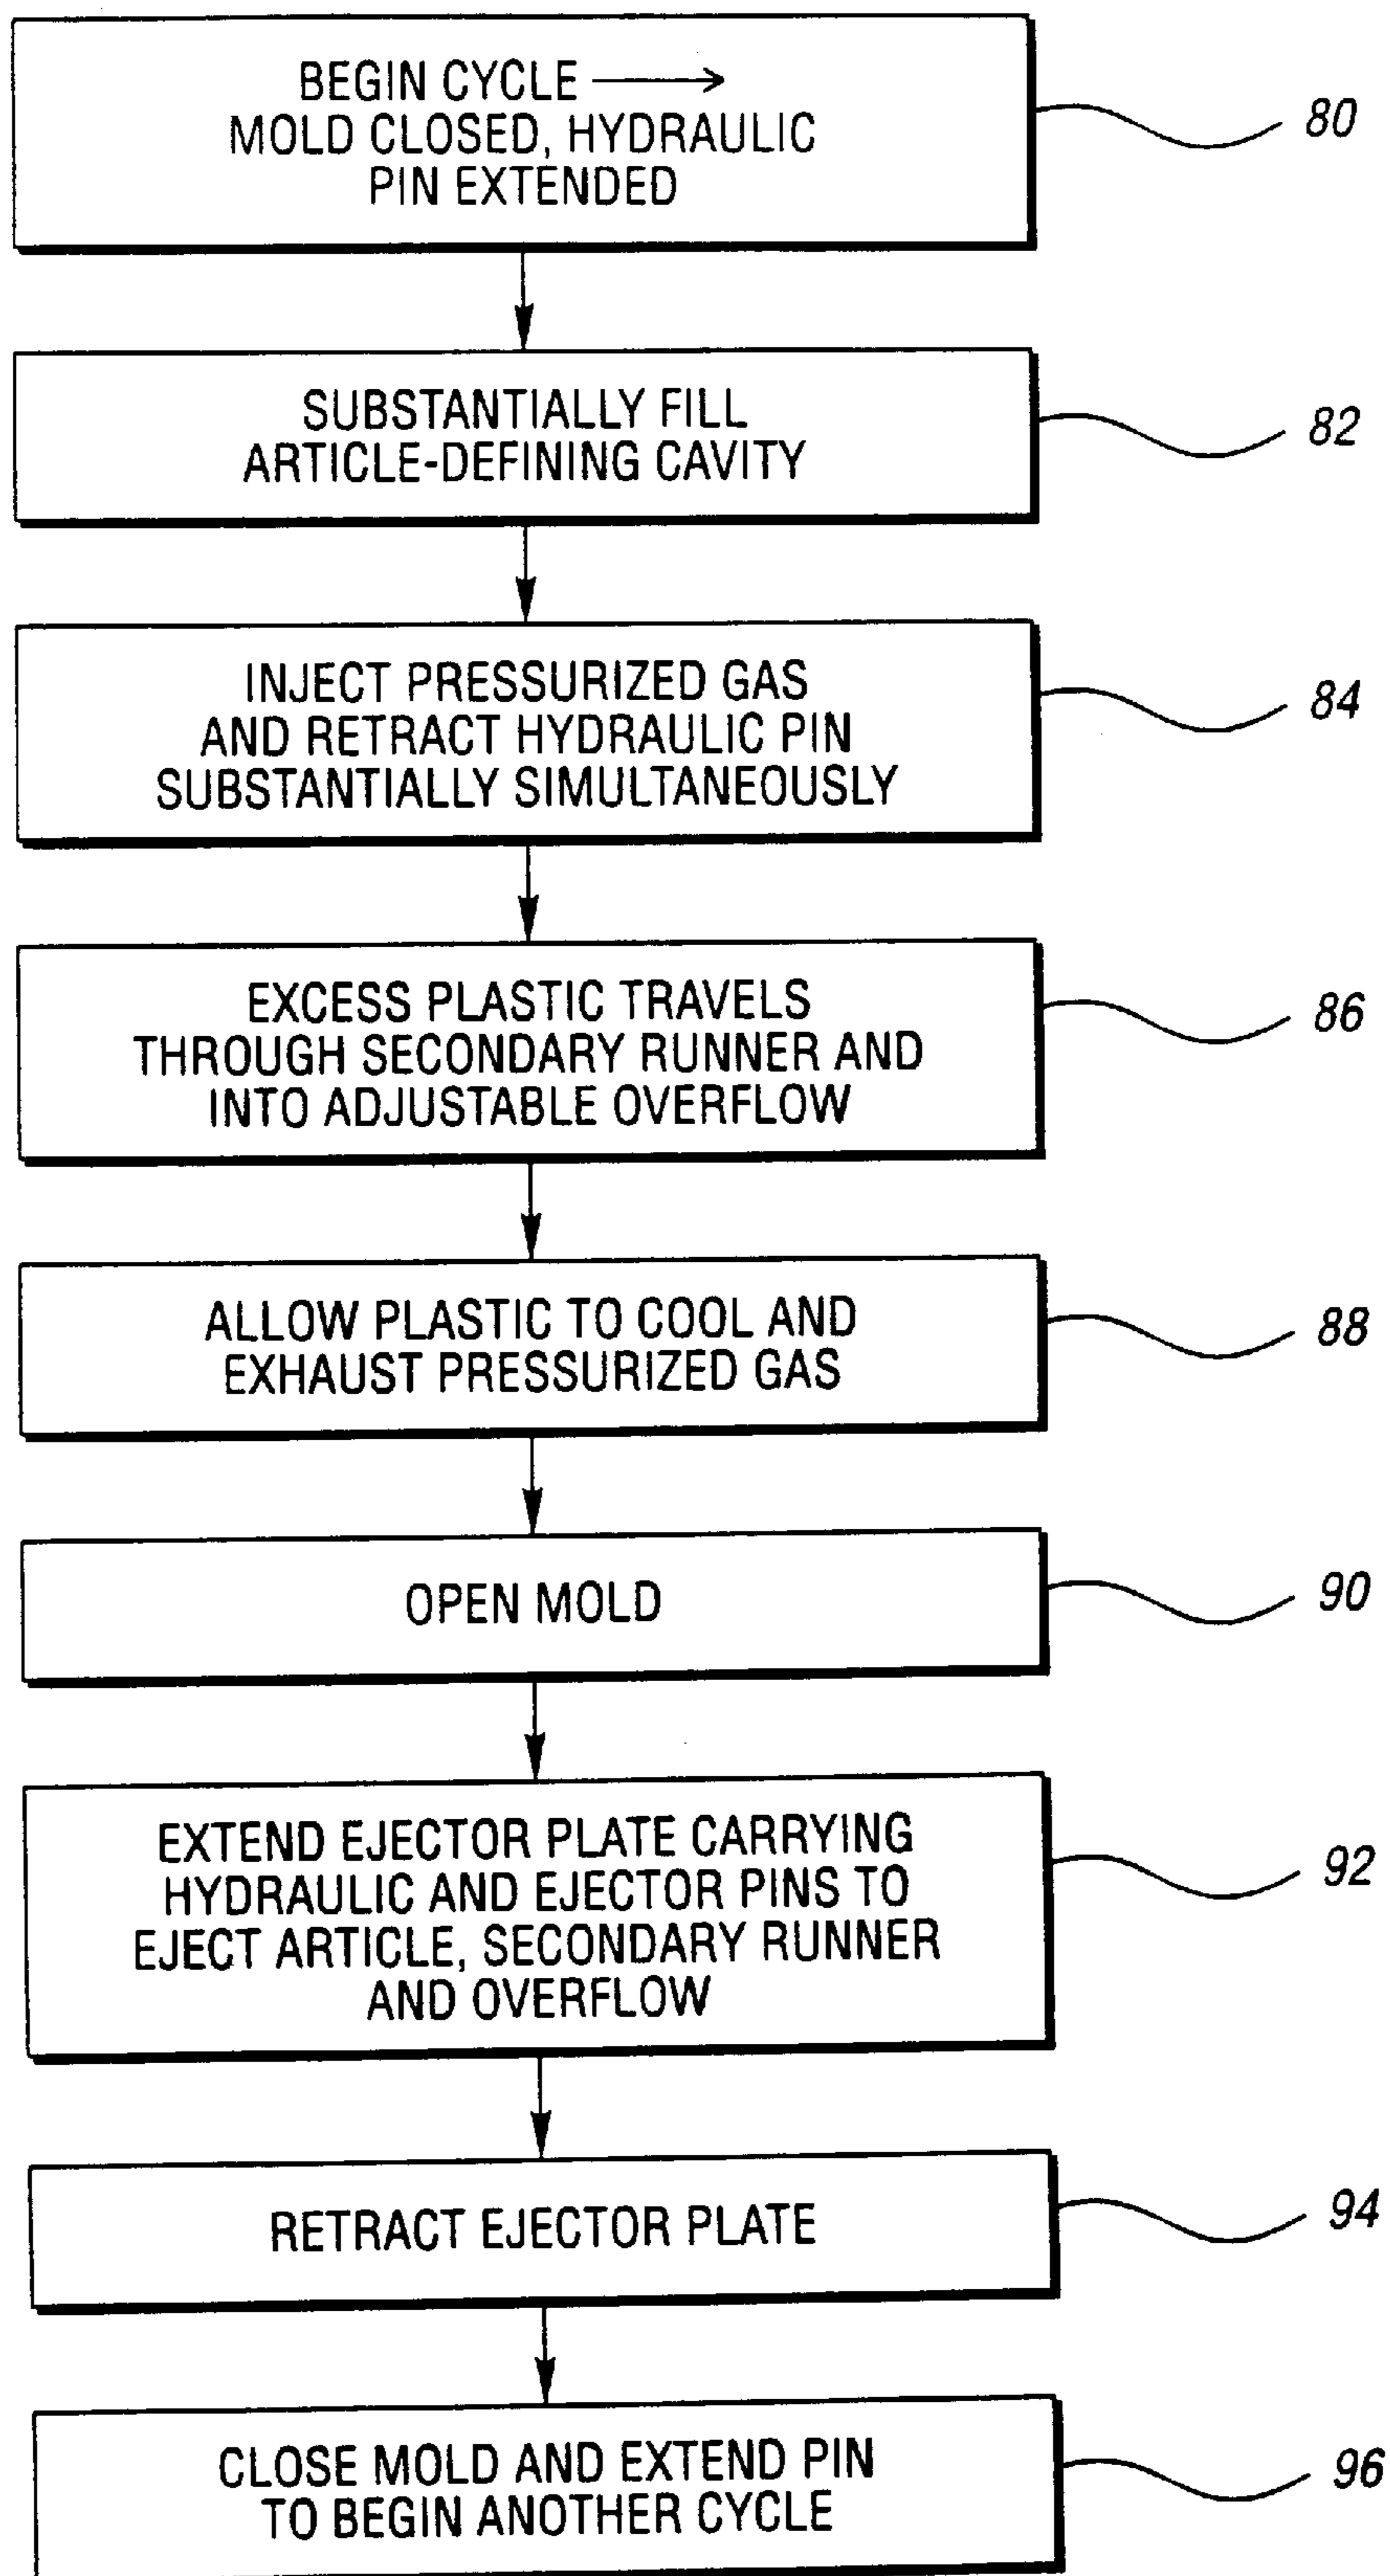 BEGIN CYCLE →
MOLD CLOSED, HYDRAULIC
PIN EXTENDED
80
SUBSTANTIALLY FILL
ARTICLE-DEFINING CAVITY
82
INJECT PRESSURIZED GAS
AND RETRACT HYDRAULIC PIN
SUBSTANTIALLY SIMULTANEOUSLY
84
EXCESS PLASTIC TRAVELS
THROUGH SECONDARY RUNNER AND
INTO ADJUSTABLE OVERFLOW
86
ALLOW PLASTIC TO COOL AND
EXHAUST PRESSURIZED GAS
88
OPEN MOLD
90
EXTEND EJECTOR PLATE CARRYING
HYDRAULIC AND EJECTOR PINS TO
EJECT ARTICLE, SECONDARY RUNNER
AND OVERFLOW
92
RETRACT EJECTOR PLATE
94
CLOSE MOLD AND EXTEND PIN
TO BEGIN ANOTHER CYCLE
96